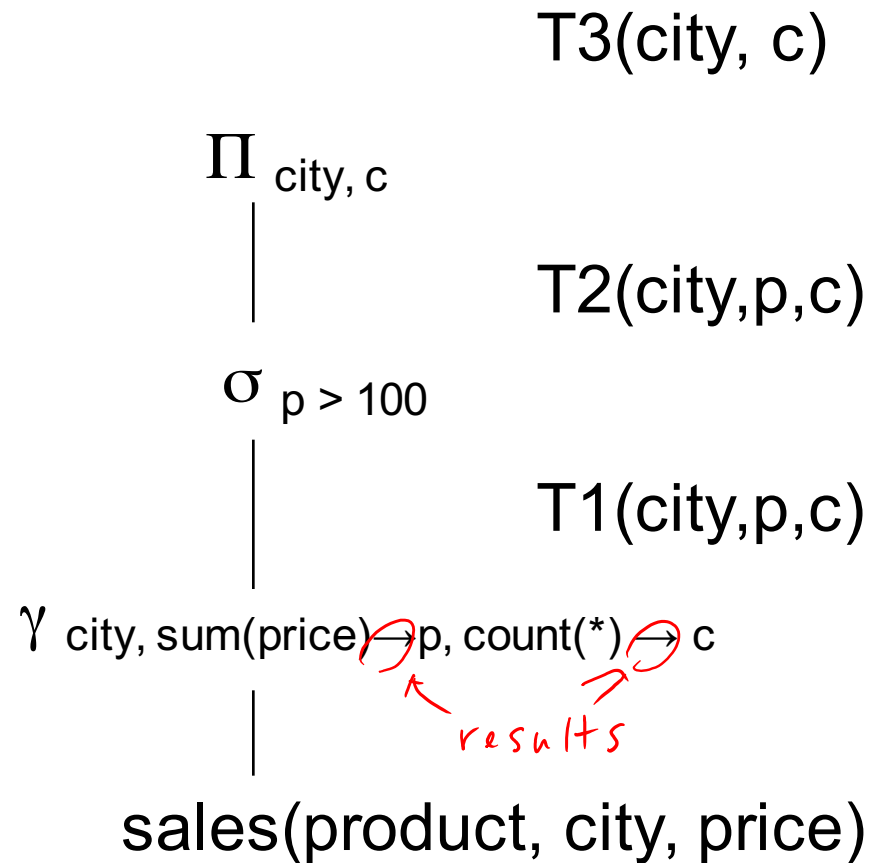 T3(city, c)
Π city, c
T2(city,p,c)
σ p > 100
T1(city,p,c)
γ city, sum(price)→p, count(*)→ c
results
sales(product, city, price)